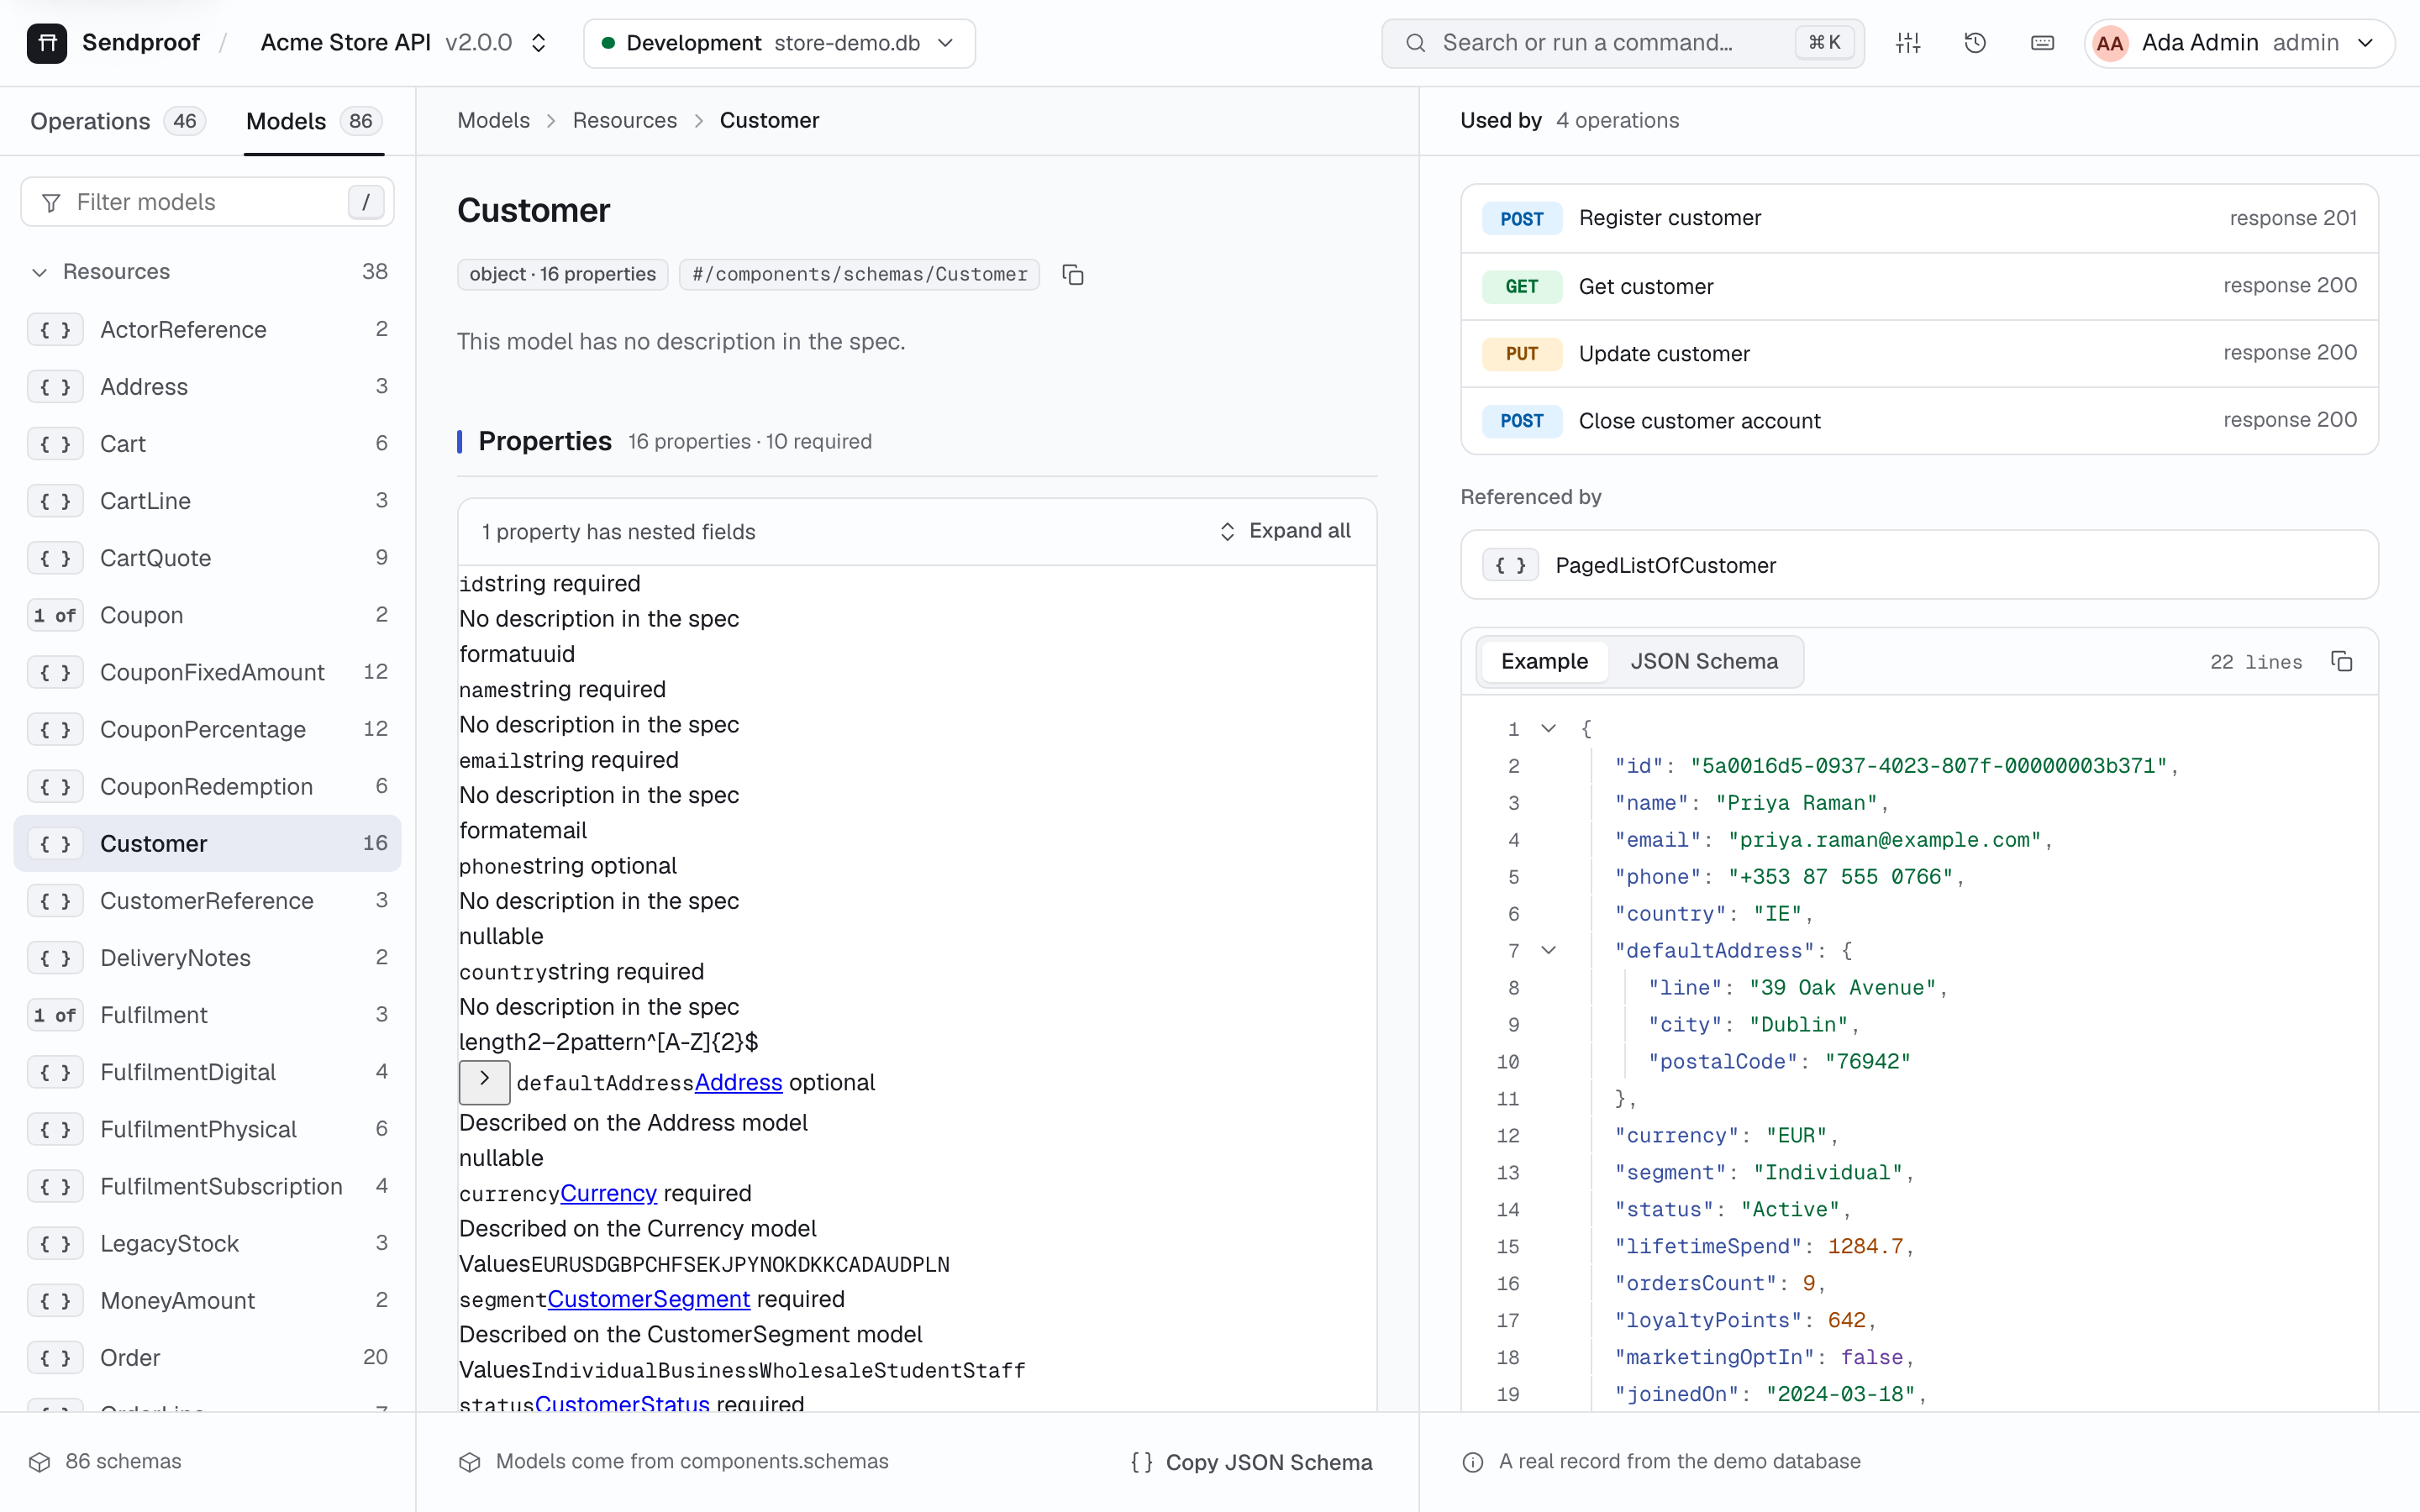 Sendproof / Acme Store API v2.0.0
Development store-demo.db
Search or run a command... ⌘K
AA Ada Admin admin
Operations 46 Models 86
Filter models /
Resources 38
{ } ActorReference 2
{ } Address 3
{ } Cart 6
{ } CartLine 3
{ } CartQuote 9
1 of Coupon 2
{ } CouponFixedAmount 12
{ } CouponPercentage 12
{ } CouponRedemption 6
{ } Customer 16
{ } CustomerReference 3
{ } DeliveryNotes 2
1 of Fulfilment 3
{ } FulfilmentDigital 4
{ } FulfilmentPhysical 6
{ } FulfilmentSubscription 4
{ } LegacyStock 3
{ } MoneyAmount 2
{ } Order 20
{ } OrderLine 7
86 schemas
Models > Resources > Customer
Customer
object · 16 properties #/components/schemas/Customer
This model has no description in the spec.
Properties 16 properties · 10 required
1 property has nested fields Expand all
idstring required
No description in the spec
formatuuid
namestring required
No description in the spec
emailstring required
No description in the spec
formatemail
phonestring optional
No description in the spec
nullable
countrystring required
No description in the spec
length2–2pattern^[A-Z]{2}$
defaultAddressAddress optional
Described on the Address model
nullable
currencyCurrency required
Described on the Currency model
ValuesEURUSDGBPCHFSEKJPYNOKDKKCADAUDPLN
segmentCustomerSegment required
Described on the CustomerSegment model
ValuesIndividualBusinessWholesaleStudentStaff
statusCustomerStatus required
Models come from components.schemas
{ } Copy JSON Schema
Used by 4 operations
POST Register customer response 201
GET Get customer response 200
PUT Update customer response 200
POST Close customer account response 200
Referenced by
{ } PagedListOfCustomer
Example JSON Schema 22 lines
1 {
2 "id": "5a0016d5-0937-4023-807f-00000003b371",
3 "name": "Priya Raman",
4 "email": "priya.raman@example.com",
5 "phone": "+353 87 555 0766",
6 "country": "IE",
7 "defaultAddress": {
8 "line": "39 Oak Avenue",
9 "city": "Dublin",
10 "postalCode": "76942"
11 },
12 "currency": "EUR",
13 "segment": "Individual",
14 "status": "Active",
15 "lifetimeSpend": 1284.7,
16 "ordersCount": 9,
17 "loyaltyPoints": 642,
18 "marketingOptIn": false,
19 "joinedOn": "2024-03-18",
A real record from the demo database